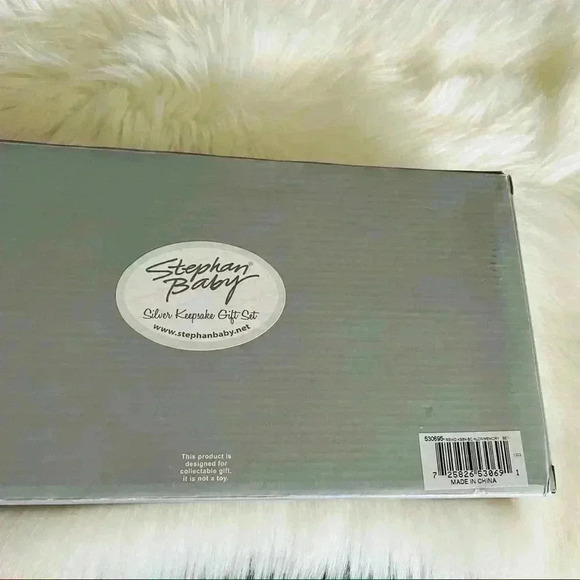 Stephan®
Baby
Silver Keepsake Gift Set
www.stephanbaby.net
This product is
designed for
collectable gift.
it is not a toy.
530695
7 25826 53069 1
MADE IN CHINA